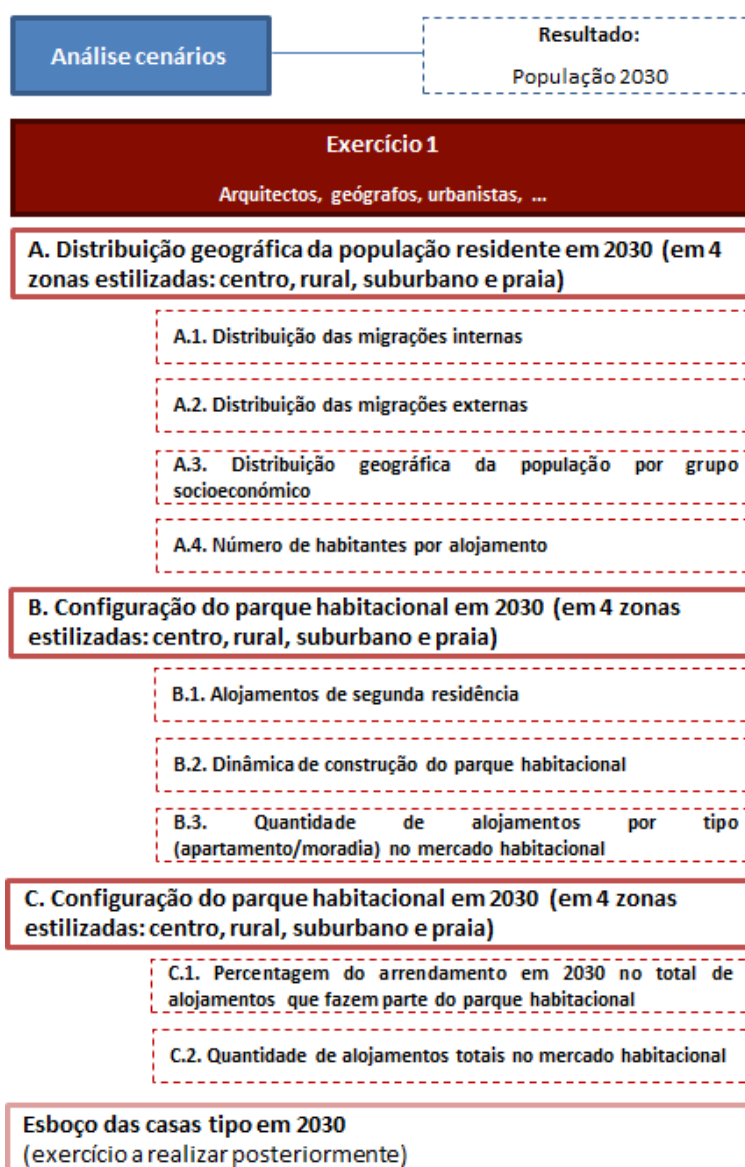 Análise cenários
Resultado:
População 2030
Exercício 1
Arquitectos, geógrafos, urbanistas, ...
A. Distribuição geográfica da população residente em 2030 (em 4
zonas estilizadas: centro, rural, suburbano e praia)
A.1. Distribuição das migrações internas
A.2. Distribuição das migrações externas
A.3. Distribuição geográfica da população por grupo
socioeconómico
A.4. Número de habitantes por alojamento
B. Configuração do parque habitacional em 2030 (em 4 zonas
estilizadas: centro, rural, suburbano e praia)
B.1. Alojamentos de segunda residência
B.2. Dinâmica de construção do parque habitacional
B.3. Quantidade de alojamentos por tipo
(apartamento/moradia) no mercado habitacional
C. Configuração do parque habitacional em 2030 (em 4 zonas
estilizadas: centro, rural, suburbano e praia)
C.1. Percentagem do arrendamento em 2030 no total de
alojamentos que fazem parte do parque habitacional
C.2. Quantidade de alojamentos totais no mercado habitacional
Esboço das casas tipo em 2030
(exercício a realizar posteriormente)